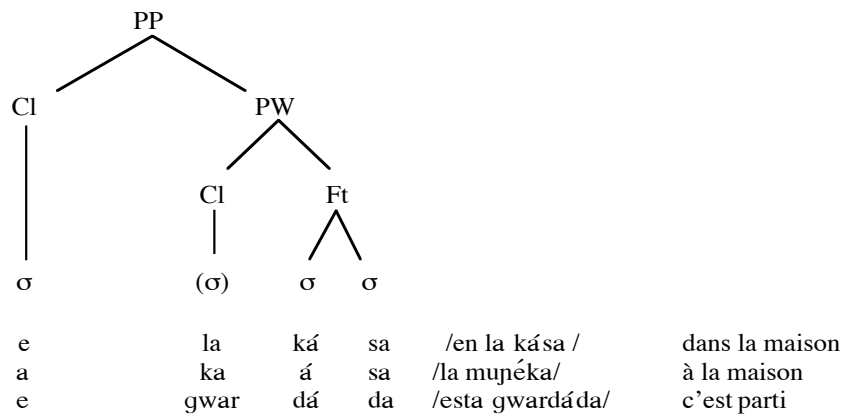 PP
Cl PW
Cl Ft
σ (σ) σ σ
e la ká sa /en la kása / dans la maison
a ka á sa /la muɲéka/ à la maison
e gwar dá da /esta gwardáda/ c’est parti